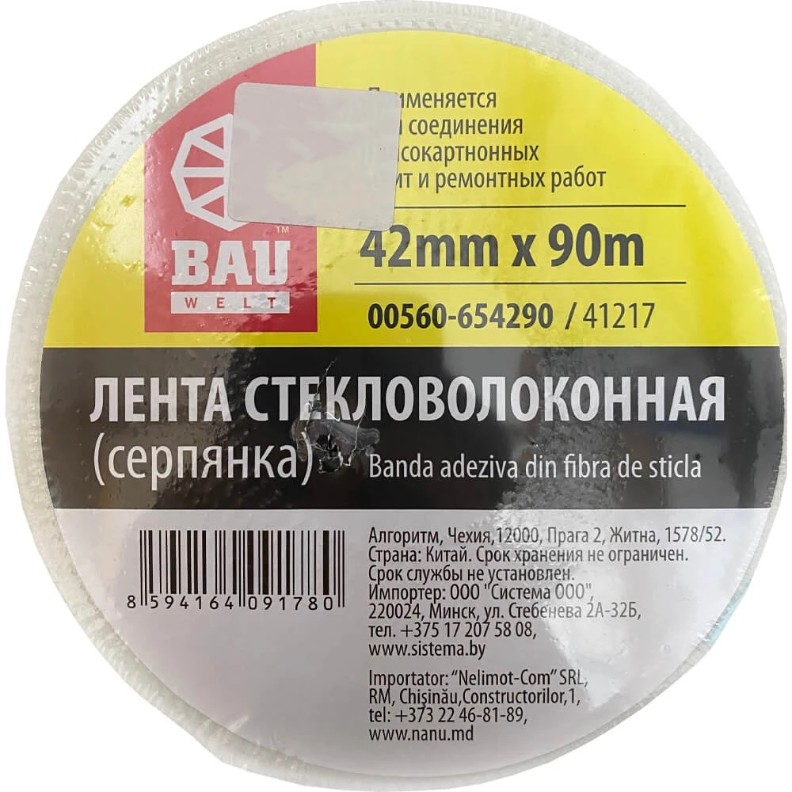 BAU
TM
WELT
Применяется
соединения
ит и ремонтных работ
42mm x 90m
00560-654290 / 41217
ЛЕНТА СТЕКЛОВОЛОКОННАЯ
(серпянка)
Banda adeziva din fibra de sticla
8 594164 091780
Алгоритм, Чехия,12000, Прага 2, Житна, 1578/52.
Страна: Китай. Срок хранения не ограничен.
Срок службы не установлен.
Импортер: ООО "Система ООО",
220024, Минск, ул. Стебенева 2А-32Б,
тел. +375 17 207 58 08,
www.sistema.by
Importator: “Nelimot-Com” SRL,
RM, Chișinău,Constructorilor,1,
tel: +373 22 46-81-89,
www.nanu.md